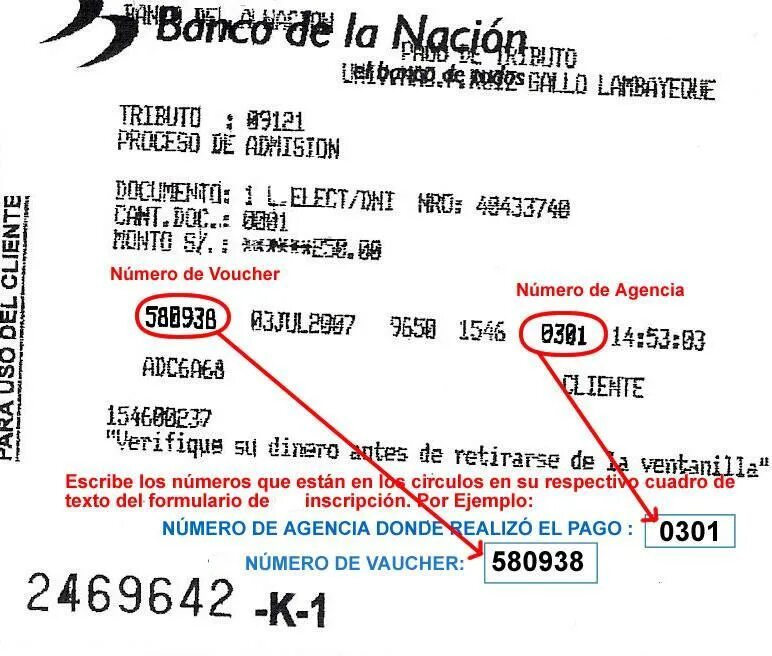 Banco de la Nación
PAGO DE TRIBUTO
el banco de todos
GALLO LAMBAYEQUE
TRIBUTO : 09121
PROCESO DE ADMISION
DOCUMENTO: 1 L.ELECT/DNI NRO: 40433740
CANT.DOC.: 0001
MONTO S/. : ******250.00
Número de Voucher
Número de Agencia
580938 03JUL2007 9650 1546 0301 14:53:03
ADC6A68
CLIENTE
154600237
"Verifique su dinero antes de retirarse de la ventanilla"
Escribe los números que están en los círculos en su respectivo cuadro de
texto del formulario de inscripción. Por Ejemplo:
NÚMERO DE AGENCIA DONDE REALIZÓ EL PAGO : 0301
NÚMERO DE VAUCHER: 580938
2469642 -K-1
PARA USO DEL CLIENTE